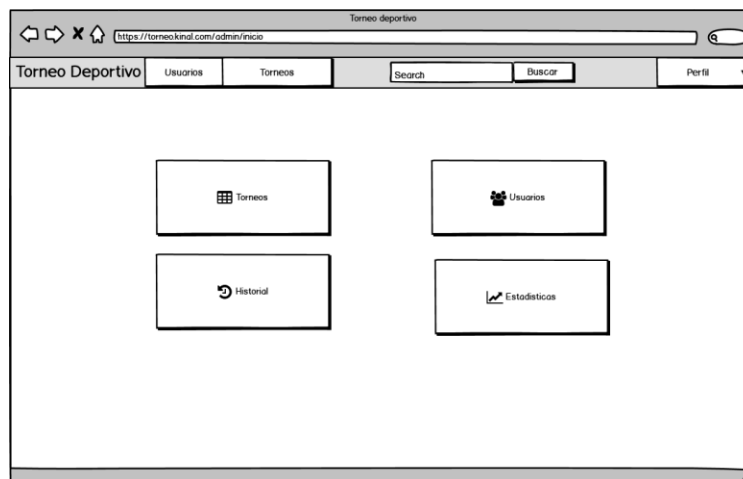 Torneo deportivo
https://torneo.kinal.com/admin/inicio
Torneo Deportivo Usuarios Torneos Search Buscar Perfil
Torneos Usuarios
Historial Estadisticas